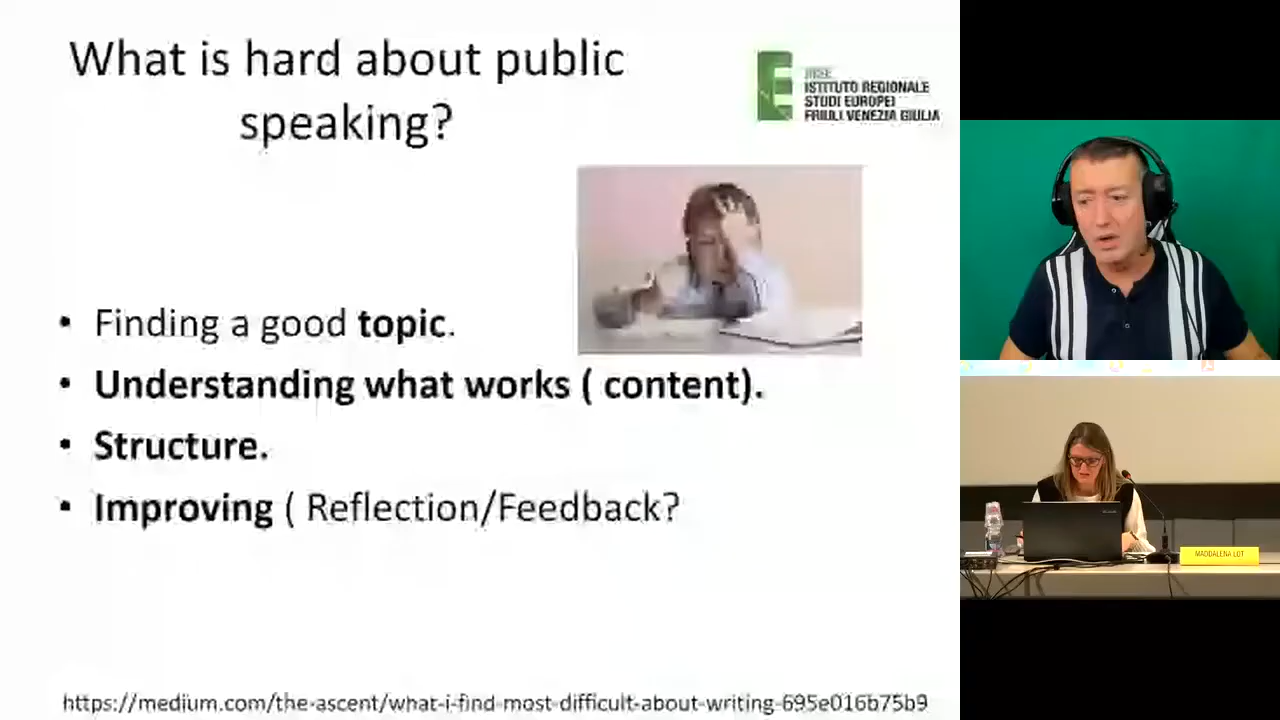 What is hard about public
speaking?
IRSE
ISTITUTO REGIONALE
STUDI EUROPEI
FRIULI VENEZIA GIULIA
• Finding a good topic.
• Understanding what works ( content).
• Structure.
• Improving ( Reflection/Feedback?
https://medium.com/the-ascent/what-i-find-most-difficult-about-writing-695e016b75b9
MADDALENA LOT